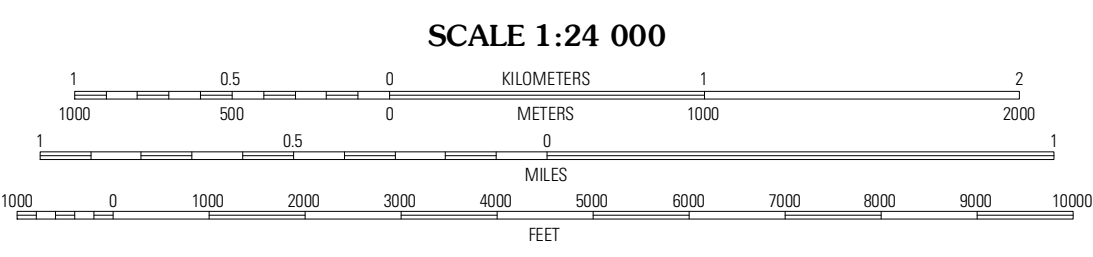 SCALE 1:24 000
1 0.5 0 KILOMETERS 1 2
1000 500 0 METERS 1000 2000
1 0.5 0 1
MILES
1000 0 1000 2000 3000 4000 5000 6000 7000 8000 9000 10000
FEET